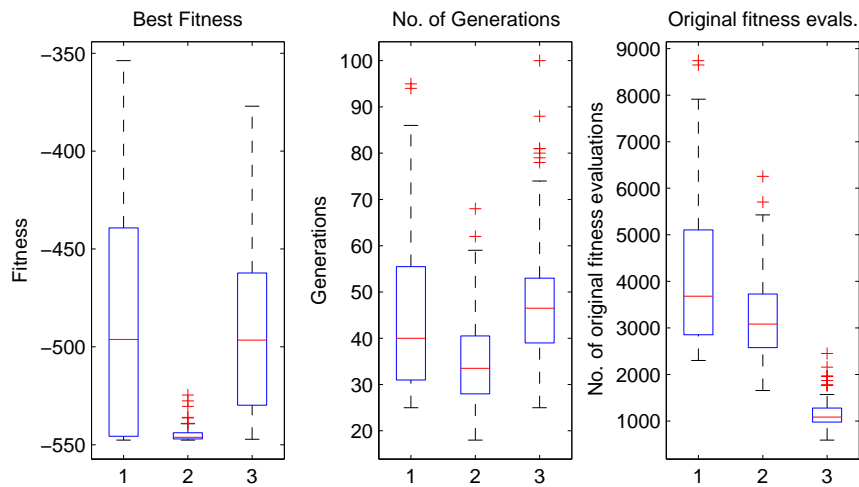 Best Fitness
No. of Generations
Original fitness evals.
Fitness
−350
−400
−450
−500
−550
1 2 3
Generations
100
90
80
70
60
50
40
30
20
1 2 3
No. of original fitness evaluations
9000
8000
7000
6000
5000
4000
3000
2000
1000
1 2 3